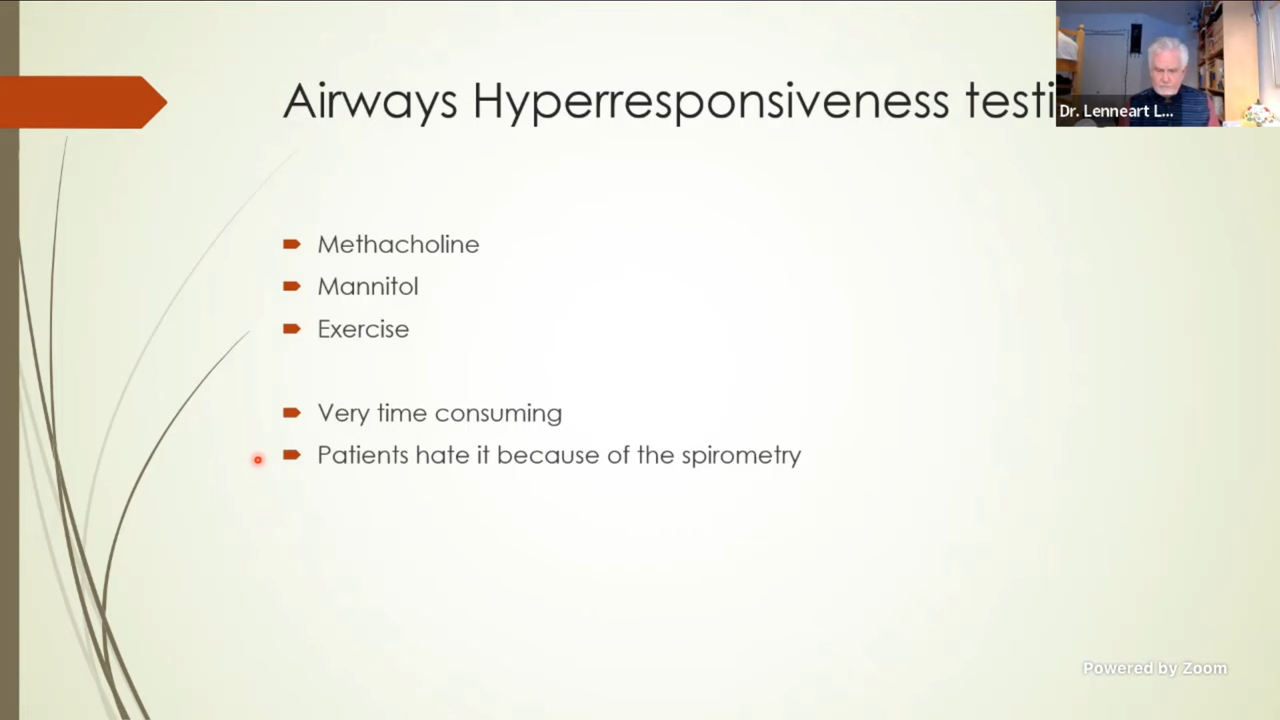 Airways Hyperresponsiveness testi
Dr. Lenneart L...
Methacholine
Mannitol
Exercise
Very time consuming
Patients hate it because of the spirometry
Powered by Zoom